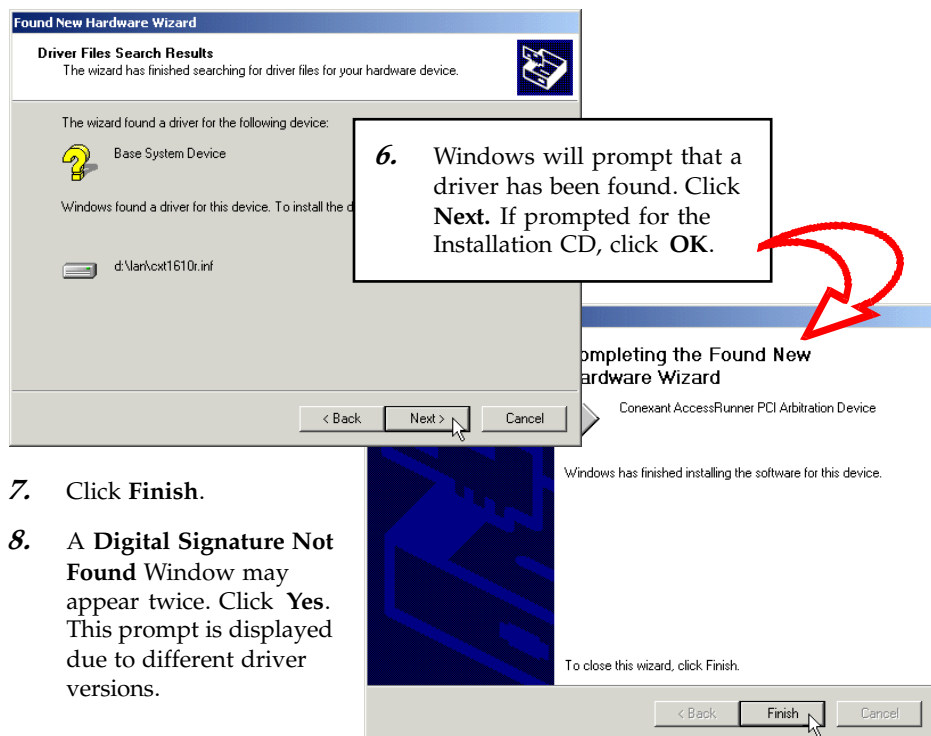 Found New Hardware Wizard
Driver Files Search Results
The wizard has finished searching for driver files for your hardware device.
The wizard found a driver for the following device:
Base System Device
Windows found a driver for this device. To install the
d:\lan\cxt1610r.inf
< Back Next > Cancel
6. Windows will prompt that a
driver has been found. Click
Next. If prompted for the
Installation CD, click OK.
ompleting the Found New
ardware Wizard
Conexant AccessRunner PCI Arbitration Device
Windows has finished installing the software for this device.
To close this wizard, click Finish.
< Back Finish Cancel
7. Click Finish.
8. A Digital Signature Not
Found Window may
appear twice. Click Yes.
This prompt is displayed
due to different driver
versions.